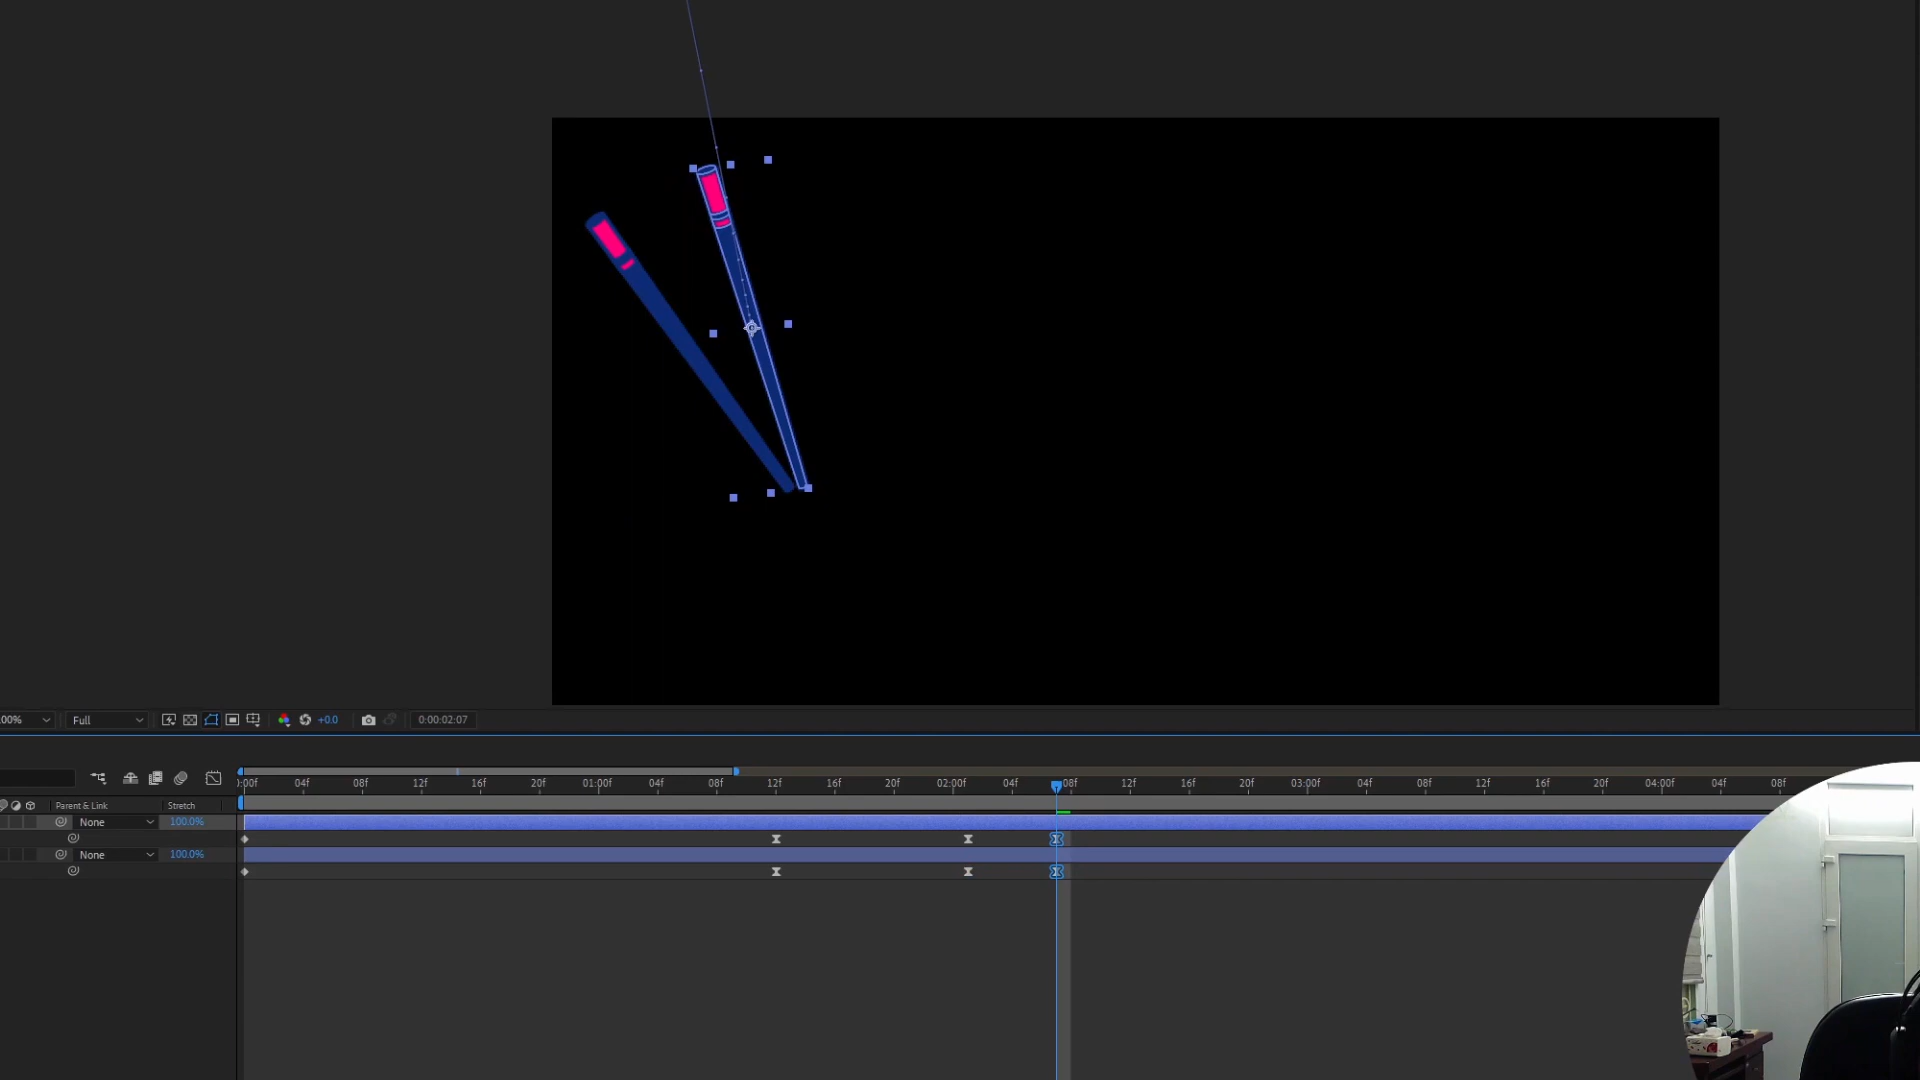 00%
Full
+0.0
0:00:02:07
:00f 04f 08f 12f 16f 20f 01:00f 04f 08f 12f 16f 20f 02:00f 04f 08f 12f 16f 20f 03:00f 04f 08f 12f 16f 20f 04:00f 04f 08f
Parent & Link Stretch
None 100.0%
None 100.0%